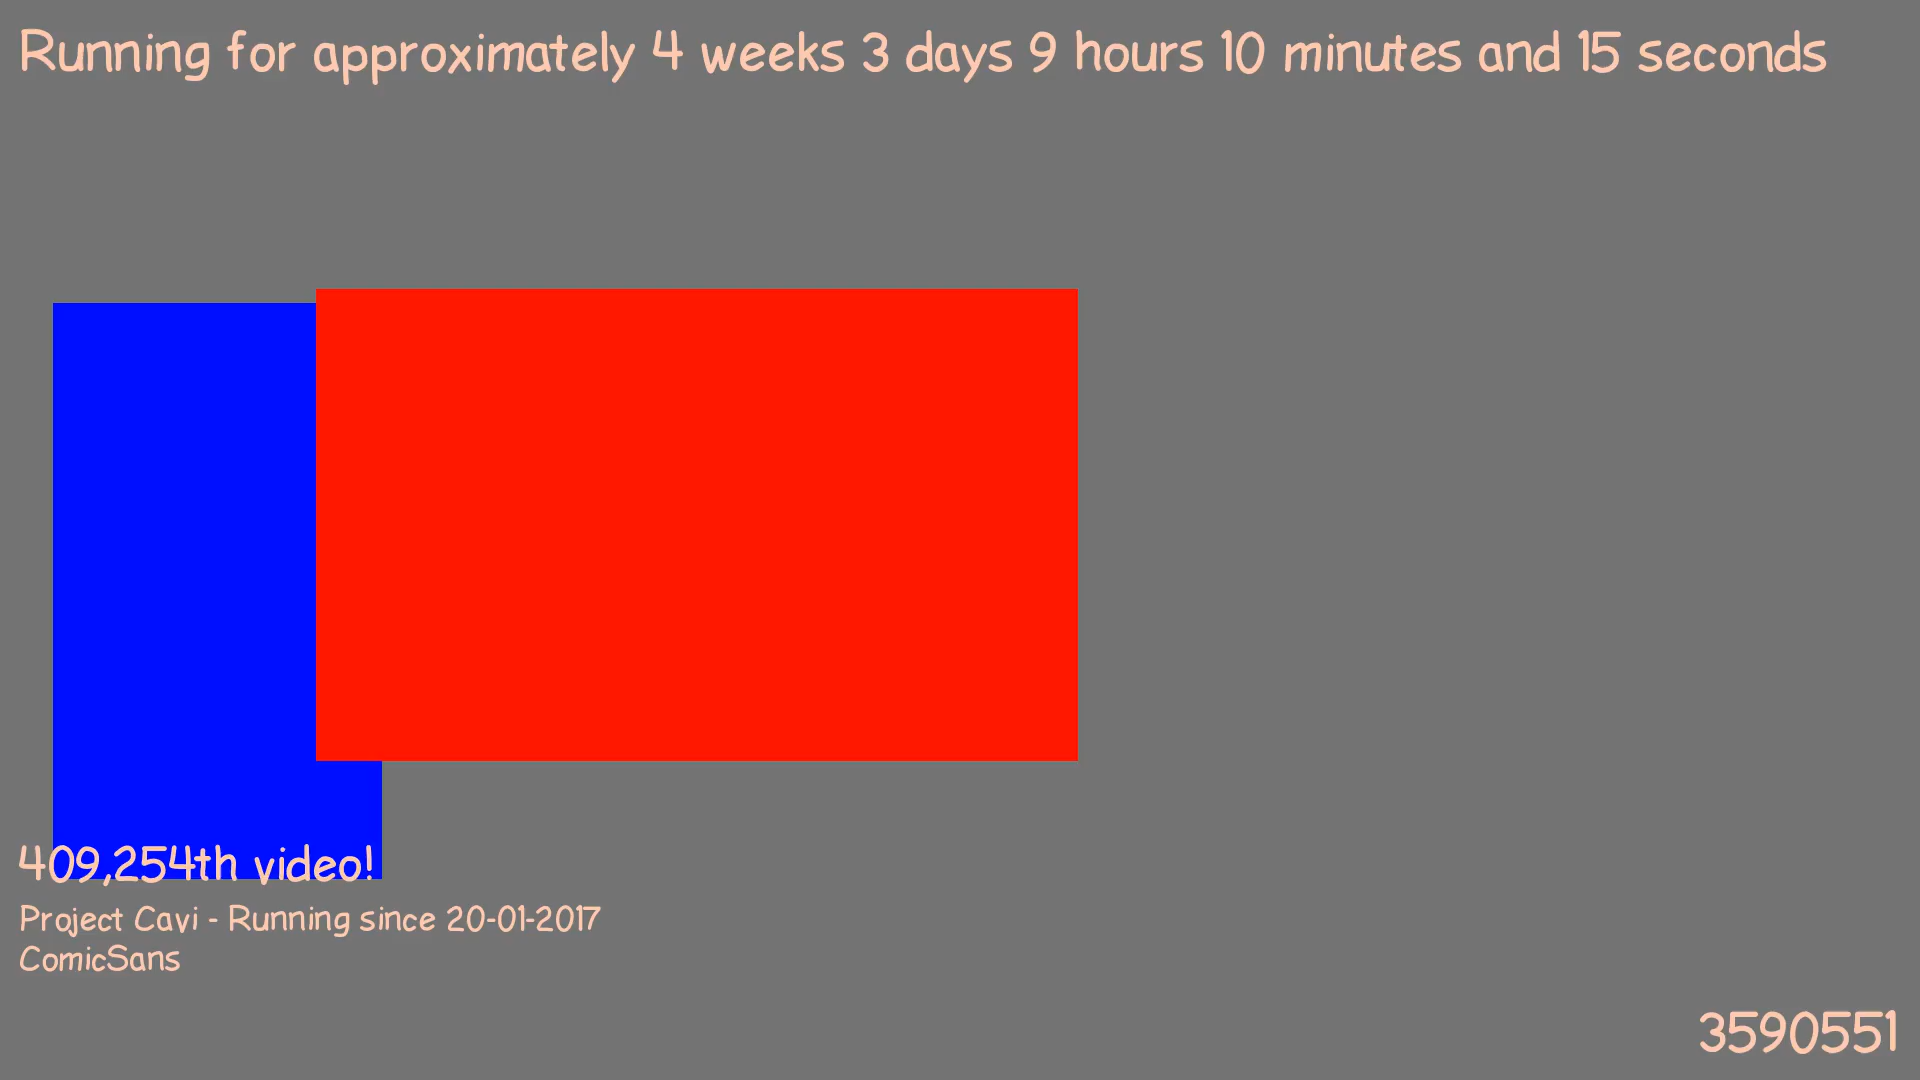 Running for approximately 4 weeks 3 days 9 hours 10 minutes and 15 seconds
409,254th video!
Project Cavi - Running since 20-01-2017
ComicSans
3590551